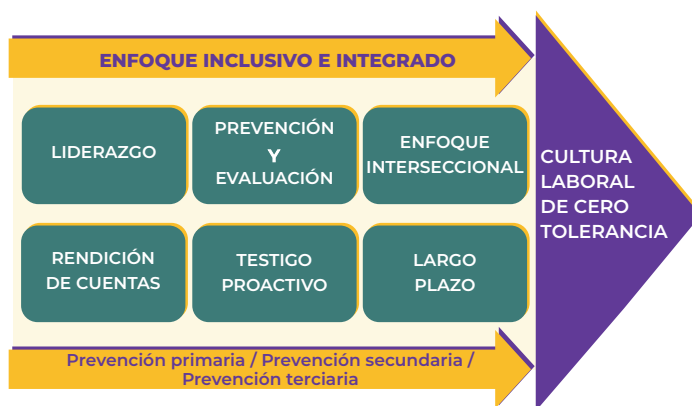 ENFOQUE INCLUSIVO E INTEGRADO
LIDERAZGO
PREVENCIÓN
Y
EVALUACIÓN
ENFOQUE
INTERSECCIONAL
RENDICIÓN
DE CUENTAS
TESTIGO
PROACTIVO
LARGO
PLAZO
CULTURA
LABORAL
DE CERO
TOLERANCIA
Prevención primaria / Prevención secundaria /
Prevención terciaria